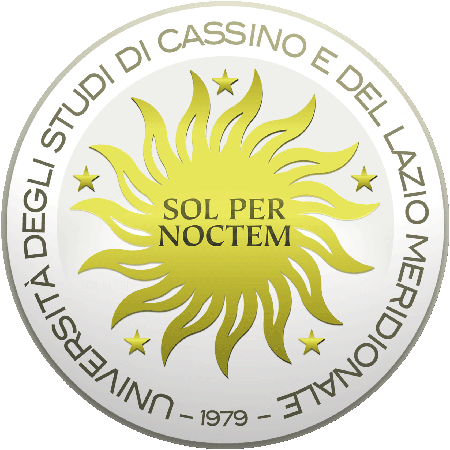 UNIVERSITÀ DEGLI STUDI DI CASSINO E DEL LAZIO MERIDIONALE
SOL PER
NOCTEM
- 1979 -